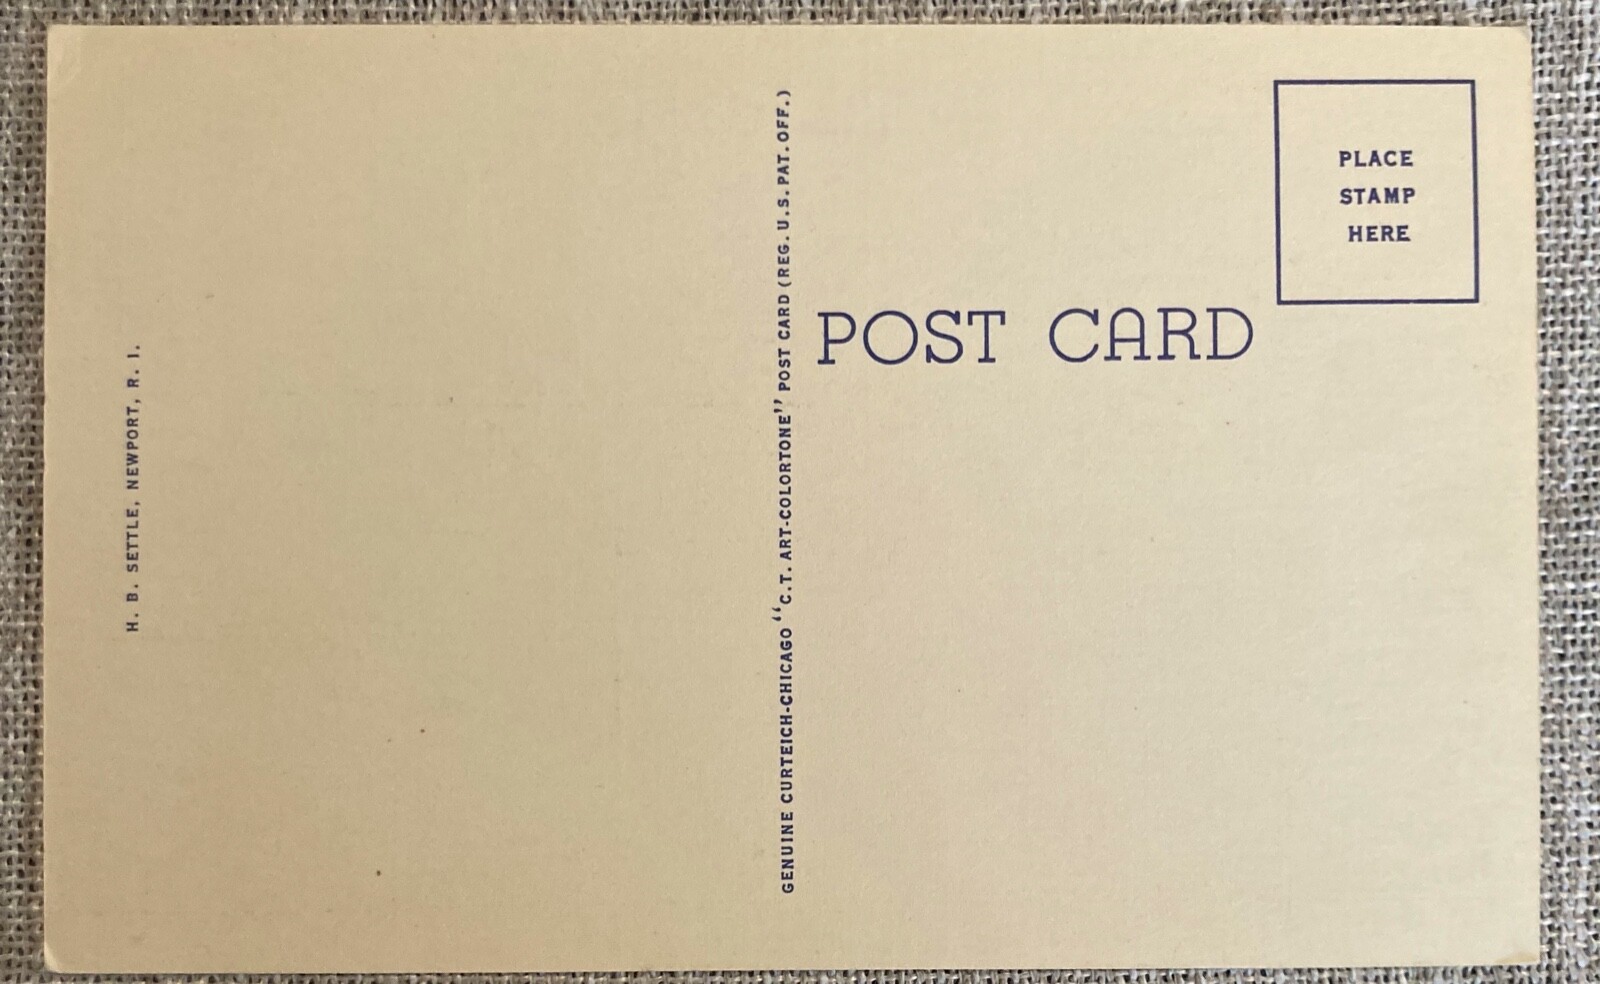 H. B. SETTLE, NEWPORT, R. I.
GENUINE CURTEICH-CHICAGO "C.T. ART-COLORTONE" POST CARD (REG. U.S. PAT. OFF.)
POST CARD
PLACE
STAMP
HERE